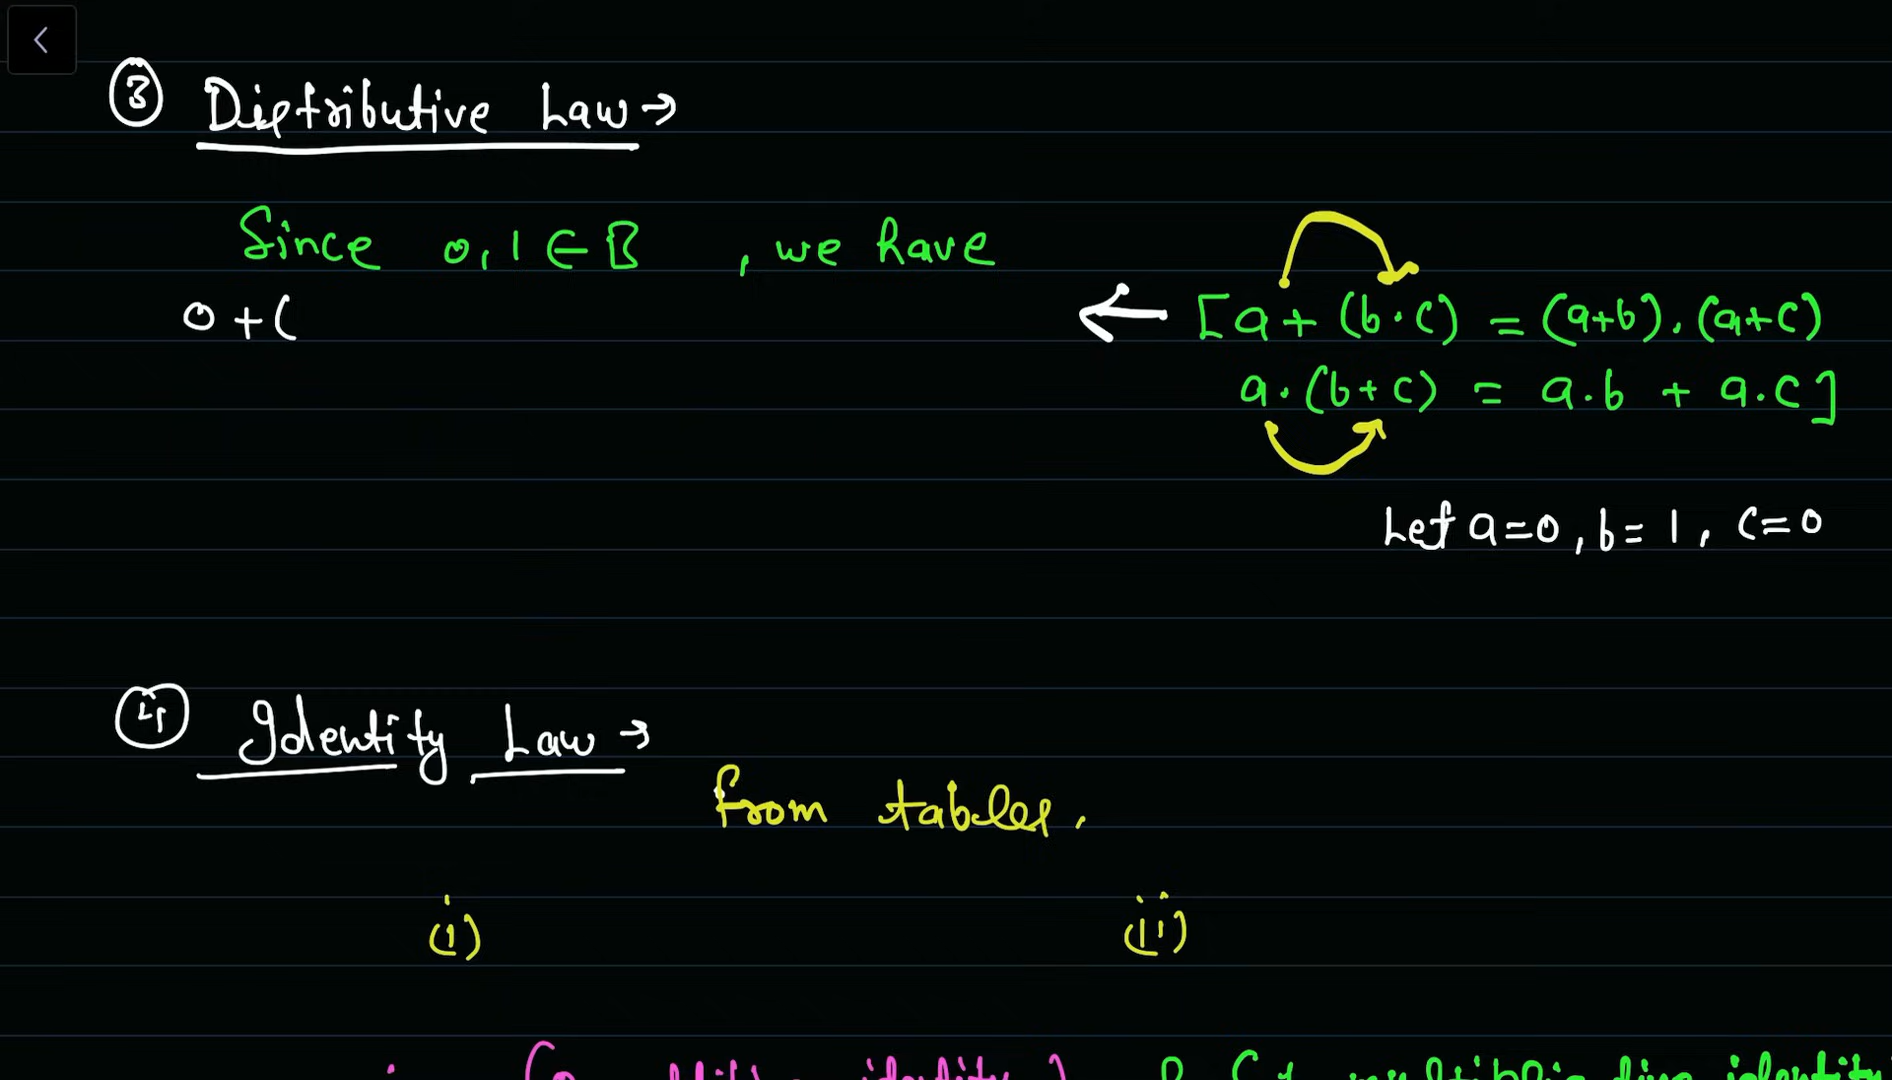 ③ Distributive Law →
Since 0, 1 ∈ B , we have
0 + (
← [a + (b · c) = (a+b) . (a+c)
a · (b + c) = a.b + a.c]
Let a=0, b=1, c=0
④ Identity Law →
from tables,
(i) (ii)
identity) & (